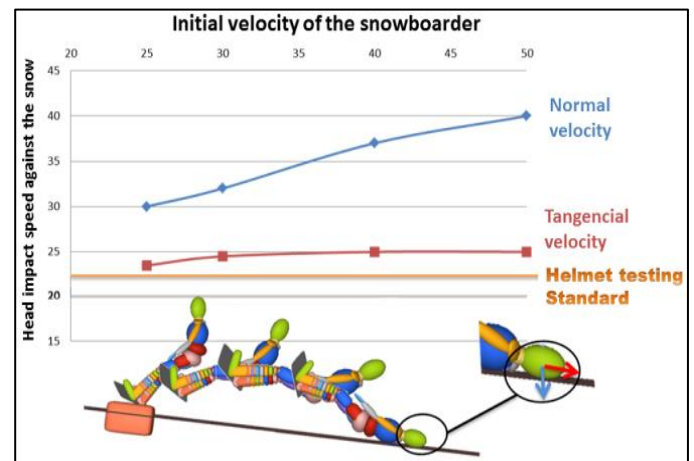 Initial velocity of the snowboarder
20 25 30 35 40 45 50
Head impact speed against the snow
45
40
35
30
25
20
15
Normal
velocity
Tangencial
velocity
Helmet testing
Standard